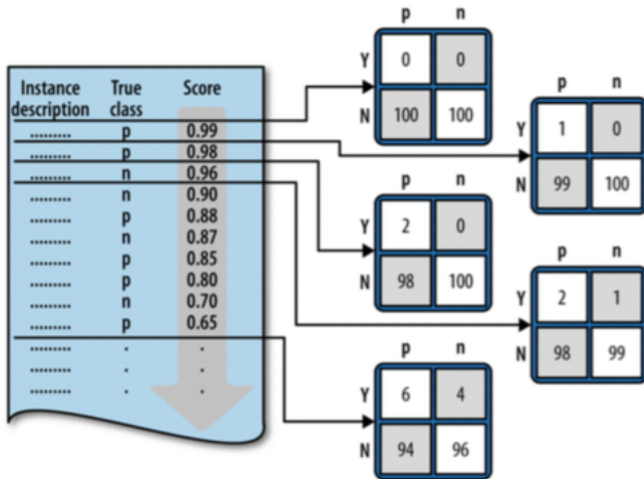 Instance True Score
description class
......... p 0.99
......... p 0.98
......... n 0.96
......... n 0.90
......... p 0.88
......... n 0.87
......... p 0.85
......... p 0.80
......... n 0.70
......... p 0.65
......... . .
......... . .
......... . .
p n
Y 0 0
N 100 100
p n
Y 1 0
N 99 100
p n
Y 2 0
N 98 100
p n
Y 2 1
N 98 99
p n
Y 6 4
N 94 96